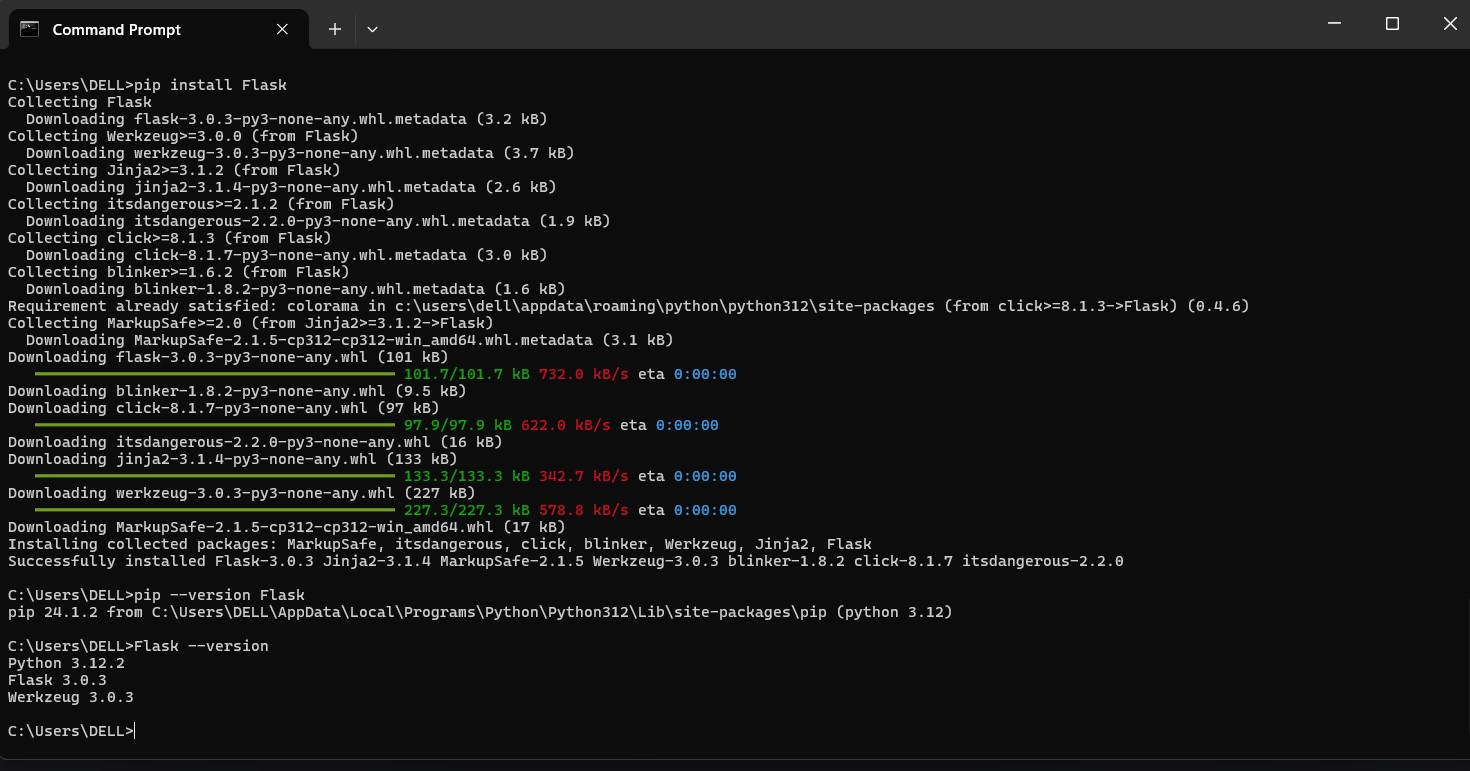 Command Prompt
C:\Users\DELL>pip install Flask
Collecting Flask
  Downloading flask-3.0.3-py3-none-any.whl.metadata (3.2 kB)
Collecting Werkzeug>=3.0.0 (from Flask)
  Downloading werkzeug-3.0.3-py3-none-any.whl.metadata (3.7 kB)
Collecting Jinja2>=3.1.2 (from Flask)
  Downloading jinja2-3.1.4-py3-none-any.whl.metadata (2.6 kB)
Collecting itsdangerous>=2.1.2 (from Flask)
  Downloading itsdangerous-2.2.0-py3-none-any.whl.metadata (1.9 kB)
Collecting click>=8.1.3 (from Flask)
  Downloading click-8.1.7-py3-none-any.whl.metadata (3.0 kB)
Collecting blinker>=1.6.2 (from Flask)
  Downloading blinker-1.8.2-py3-none-any.whl.metadata (1.6 kB)
Requirement already satisfied: colorama in c:\users\dell\appdata\roaming\python\python312\site-packages (from click>=8.1.3->Flask) (0.4.6)
Collecting MarkupSafe>=2.0 (from Jinja2>=3.1.2->Flask)
  Downloading MarkupSafe-2.1.5-cp312-cp312-win_amd64.whl.metadata (3.1 kB)
Downloading flask-3.0.3-py3-none-any.whl (101 kB)
101.7/101.7 kB 732.0 kB/s eta 0:00:00
Downloading blinker-1.8.2-py3-none-any.whl (9.5 kB)
Downloading click-8.1.7-py3-none-any.whl (97 kB)
97.9/97.9 kB 622.0 kB/s eta 0:00:00
Downloading itsdangerous-2.2.0-py3-none-any.whl (16 kB)
Downloading jinja2-3.1.4-py3-none-any.whl (133 kB)
133.3/133.3 kB 342.7 kB/s eta 0:00:00
Downloading werkzeug-3.0.3-py3-none-any.whl (227 kB)
227.3/227.3 kB 578.8 kB/s eta 0:00:00
Downloading MarkupSafe-2.1.5-cp312-cp312-win_amd64.whl (17 kB)
Installing collected packages: MarkupSafe, itsdangerous, click, blinker, Werkzeug, Jinja2, Flask
Successfully installed Flask-3.0.3 Jinja2-3.1.4 MarkupSafe-2.1.5 Werkzeug-3.0.3 blinker-1.8.2 click-8.1.7 itsdangerous-2.2.0
C:\Users\DELL>pip --version Flask
pip 24.1.2 from C:\Users\DELL\AppData\Local\Programs\Python\Python312\Lib\site-packages\pip (python 3.12)
C:\Users\DELL>Flask --version
Python 3.12.2
Flask 3.0.3
Werkzeug 3.0.3
C:\Users\DELL>